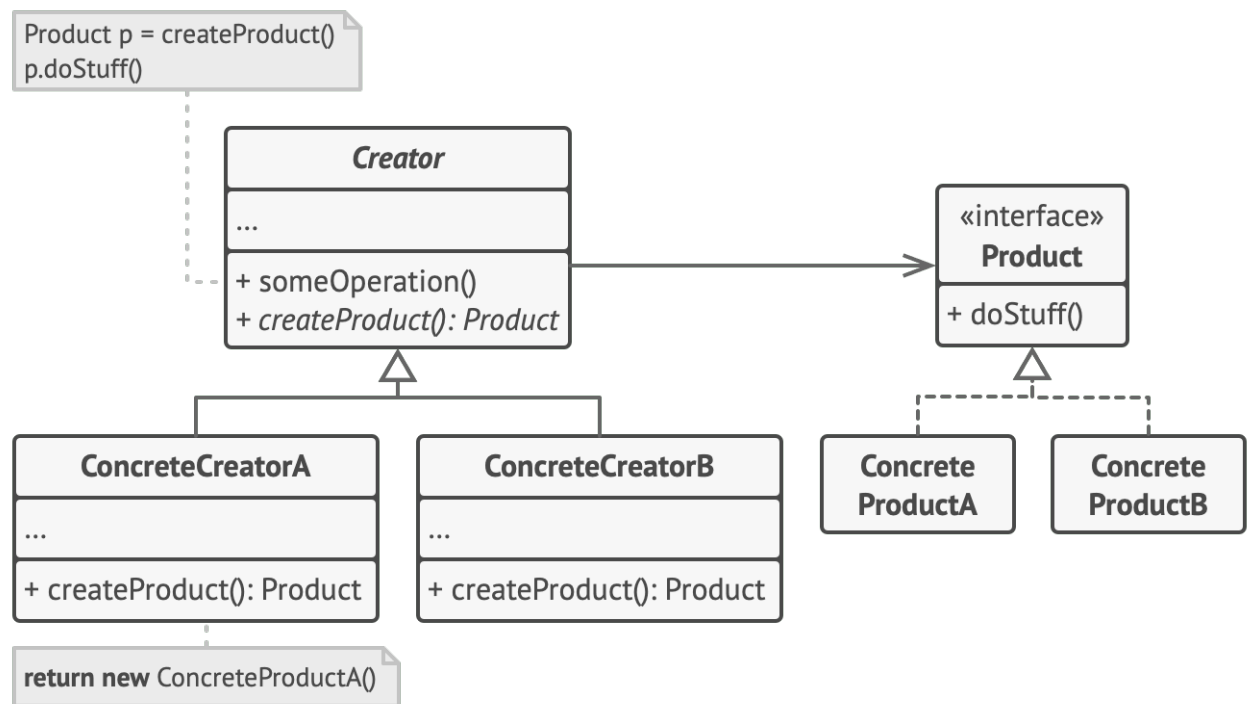 Product p = createProduct()
p.doStuff()
Creator
...
+ someOperation()
+ createProduct(): Product
«interface»
Product
+ doStuff()
ConcreteCreatorA
...
+ createProduct(): Product
ConcreteCreatorB
...
+ createProduct(): Product
Concrete
ProductA
Concrete
ProductB
return new ConcreteProductA()